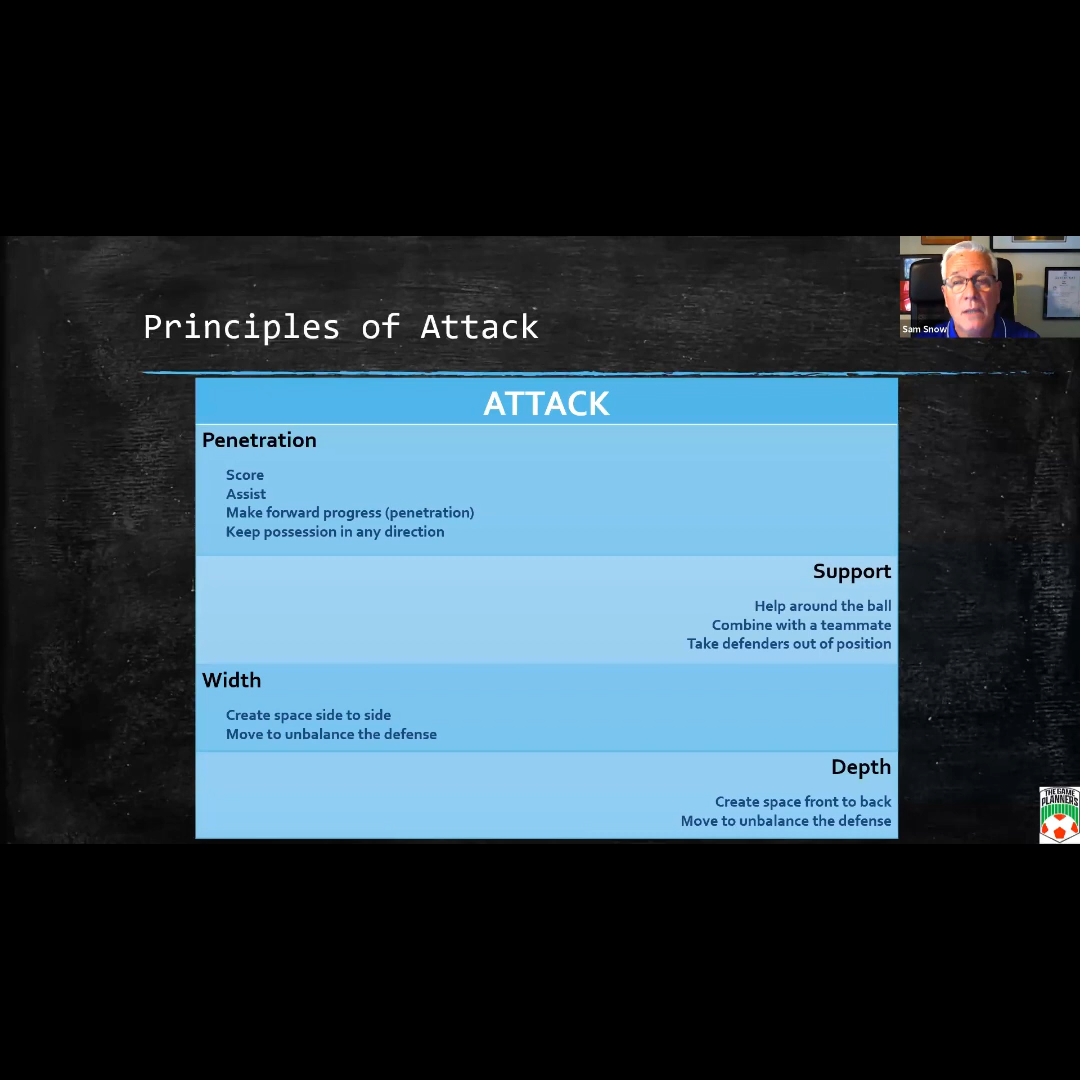 Principles of Attack
Sam Snow
ATTACK
Penetration
Score
Assist
Make forward progress (penetration)
Keep possession in any direction
Support
Help around the ball
Combine with a teammate
Take defenders out of position
Width
Create space side to side
Move to unbalance the defense
Depth
Create space front to back
Move to unbalance the defense
THE GAME
PLANNERS